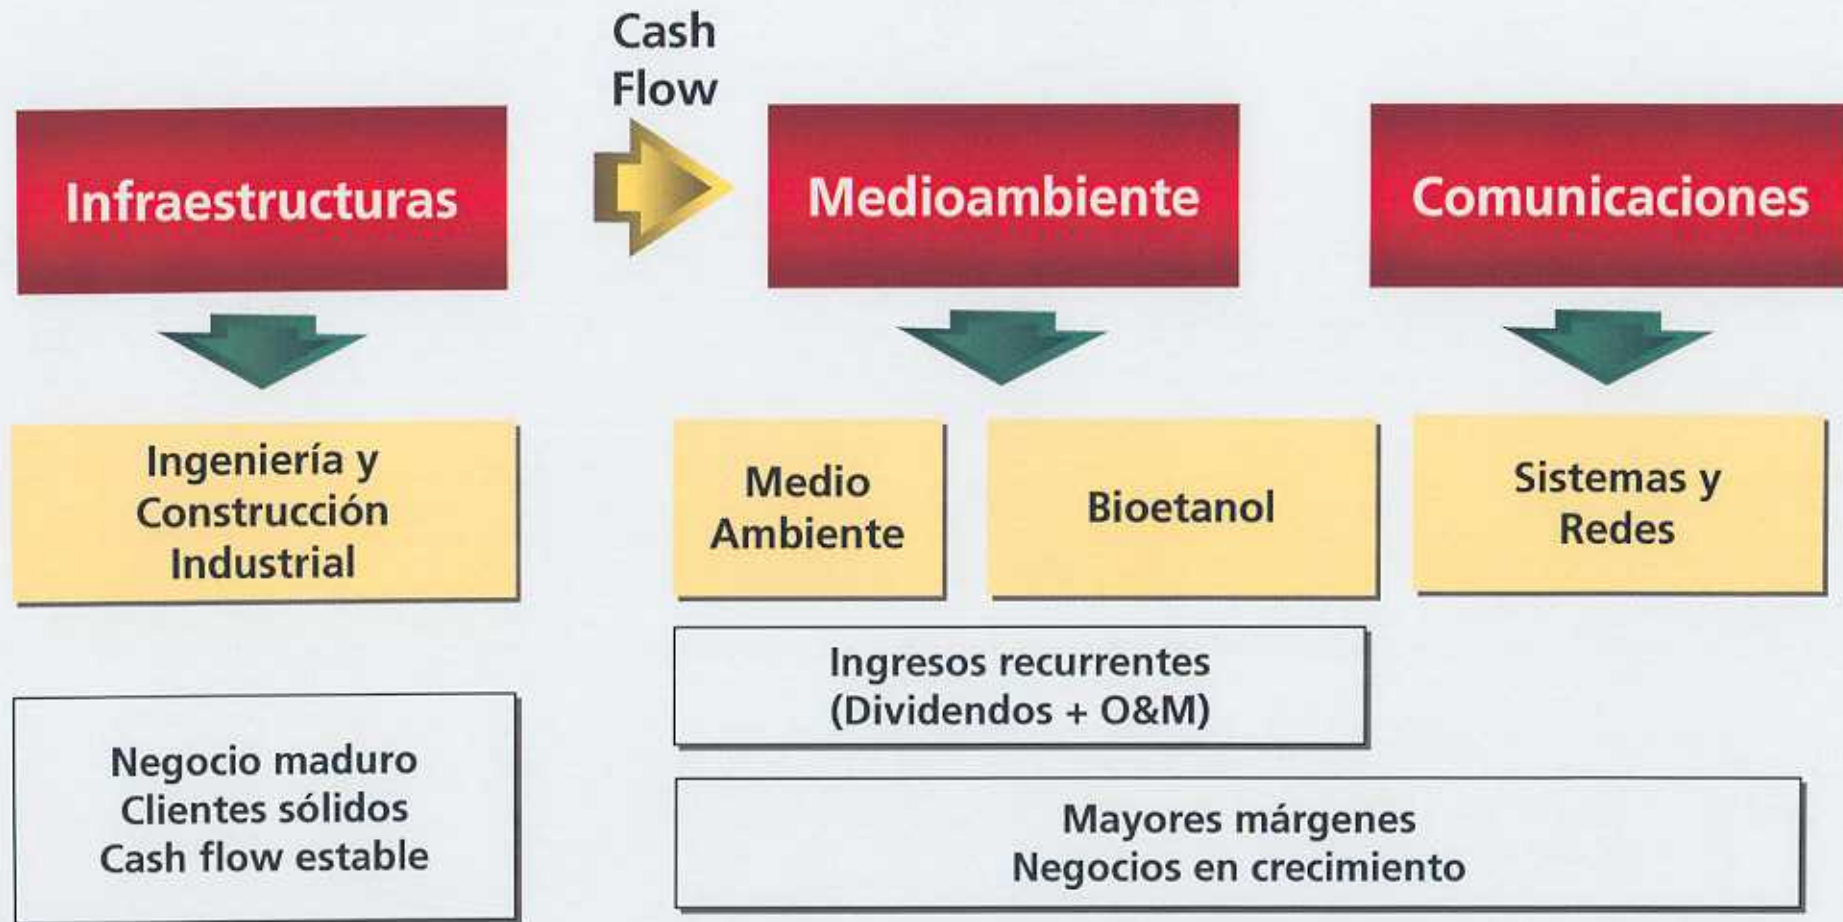 Cash
Flow
Infraestructuras
Medioambiente
Comunicaciones
Ingeniería y
Construcción
Industrial
Medio
Ambiente
Bioetanol
Sistemas y
Redes
Ingresos recurrentes
(Dividendos + O&M)
Negocio maduro
Clientes sólidos
Cash flow estable
Mayores márgenes
Negocios en crecimiento